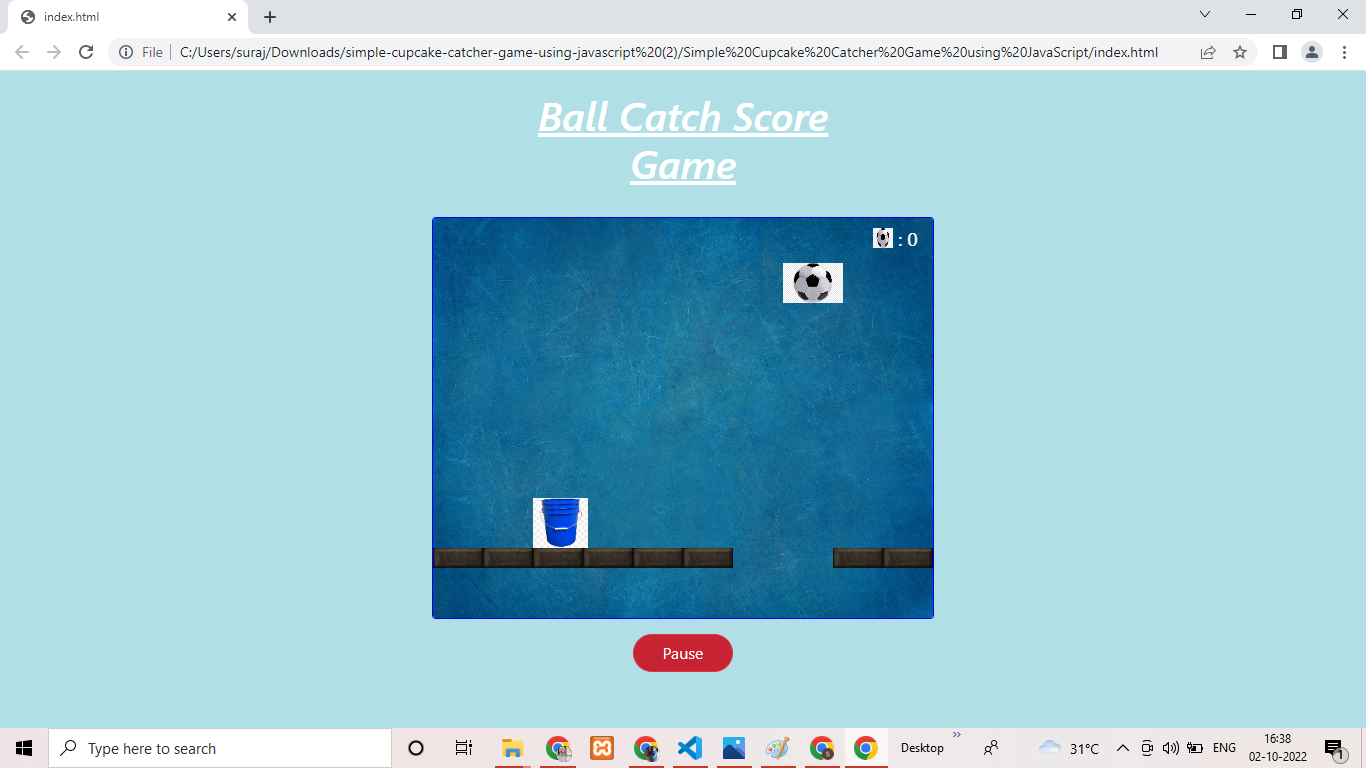 index.html
File
C:/Users/suraj/Downloads/simple-cupcake-catcher-game-using-javascript%20(2)/Simple%20Cupcake%20Catcher%20Game%20using%20JavaScript/index.html
Ball Catch Score
Game
: 0
Pause
Type here to search
Desktop
31°C
ENG
16:38
02-10-2022
1